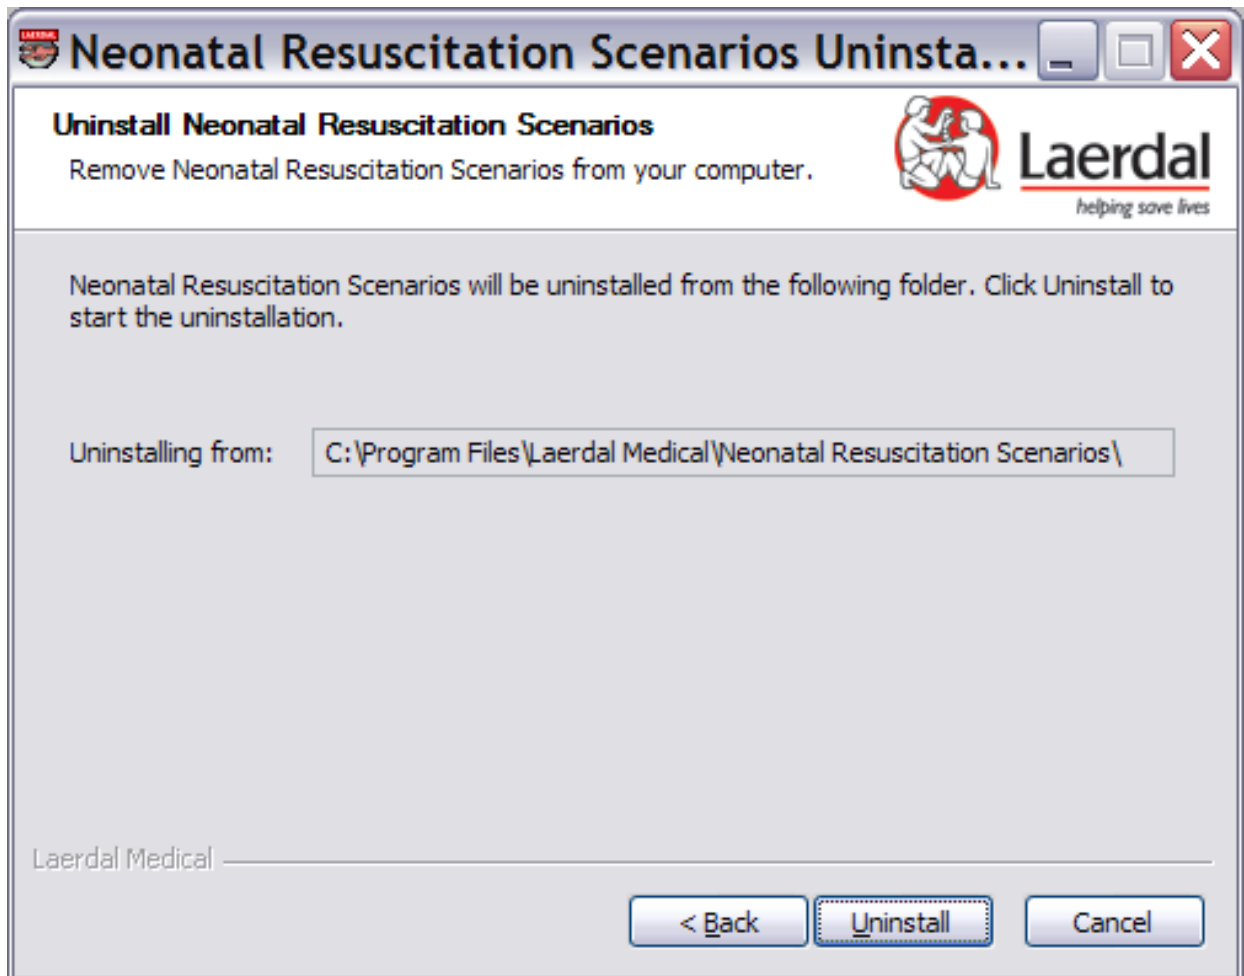 Neonatal Resuscitation Scenarios Uninsta...
Uninstall Neonatal Resuscitation Scenarios
Remove Neonatal Resuscitation Scenarios from your computer.
Laerdal
helping save lives
Neonatal Resuscitation Scenarios will be uninstalled from the following folder. Click Uninstall to
start the uninstallation.
Uninstalling from: C:\Program Files\Laerdal Medical\Neonatal Resuscitation Scenarios\
Laerdal Medical
< Back Uninstall Cancel